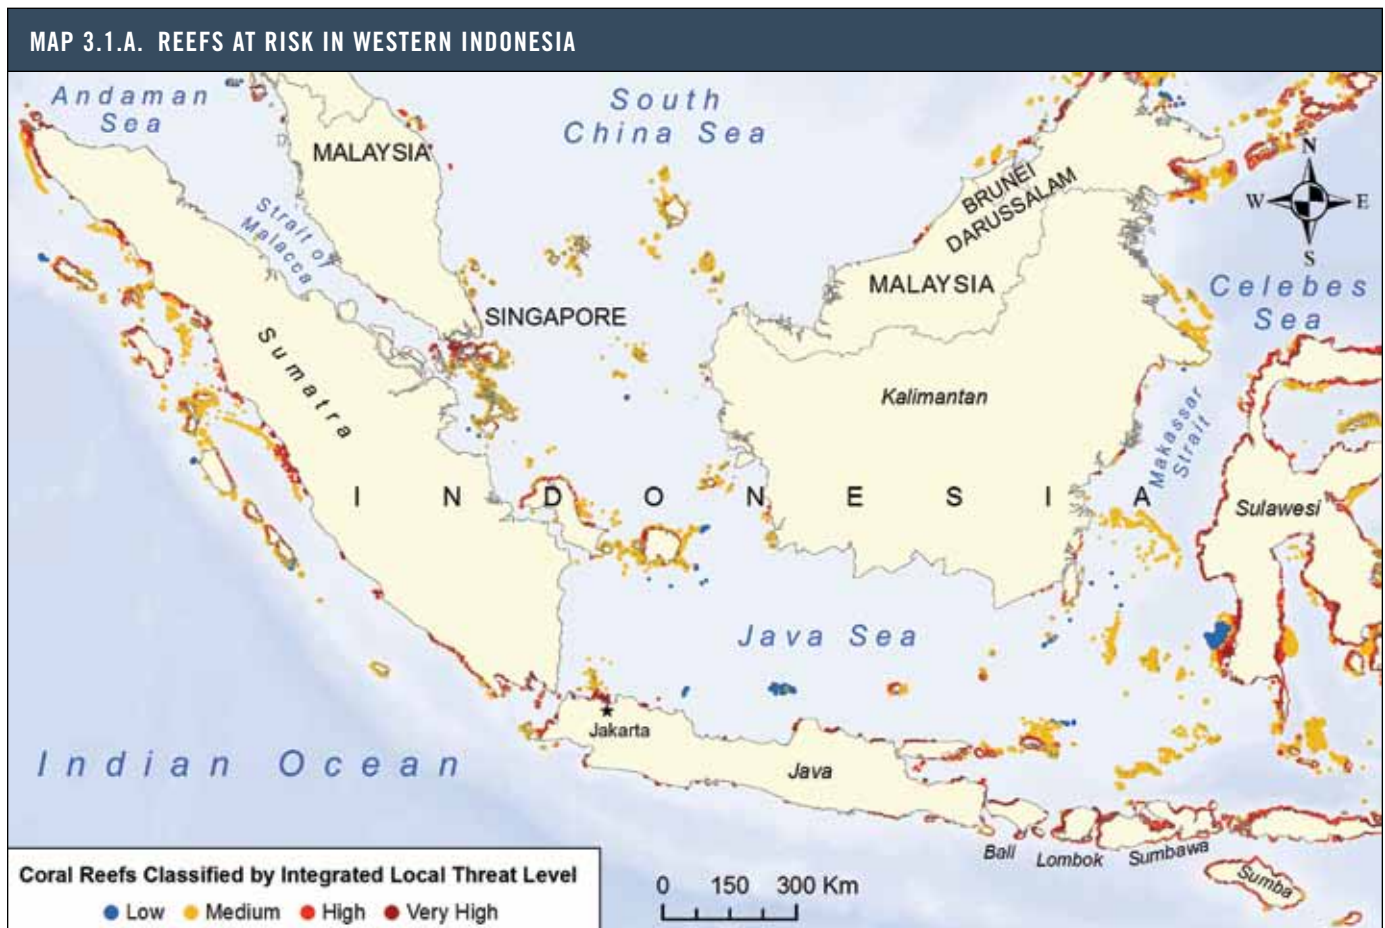 MAP 3.1.A. REEFS AT RISK IN WESTERN INDONESIA
Andaman
Sea
South
China Sea
MALAYSIA
N
W
E
S
BRUNEI
DARUSSALAM
Strait of
Malacca
MALAYSIA
Celebes
Sea
SINGAPORE
Sumatra
Kalimantan
Makassar
Strait
INDONESIA
Sulawesi
Java Sea
Jakarta
Indian Ocean
Java
Bali
Lombok
Sumbawa
Sumba
Coral Reefs Classified by Integrated Local Threat Level
Low Medium High Very High
0 150 300 Km